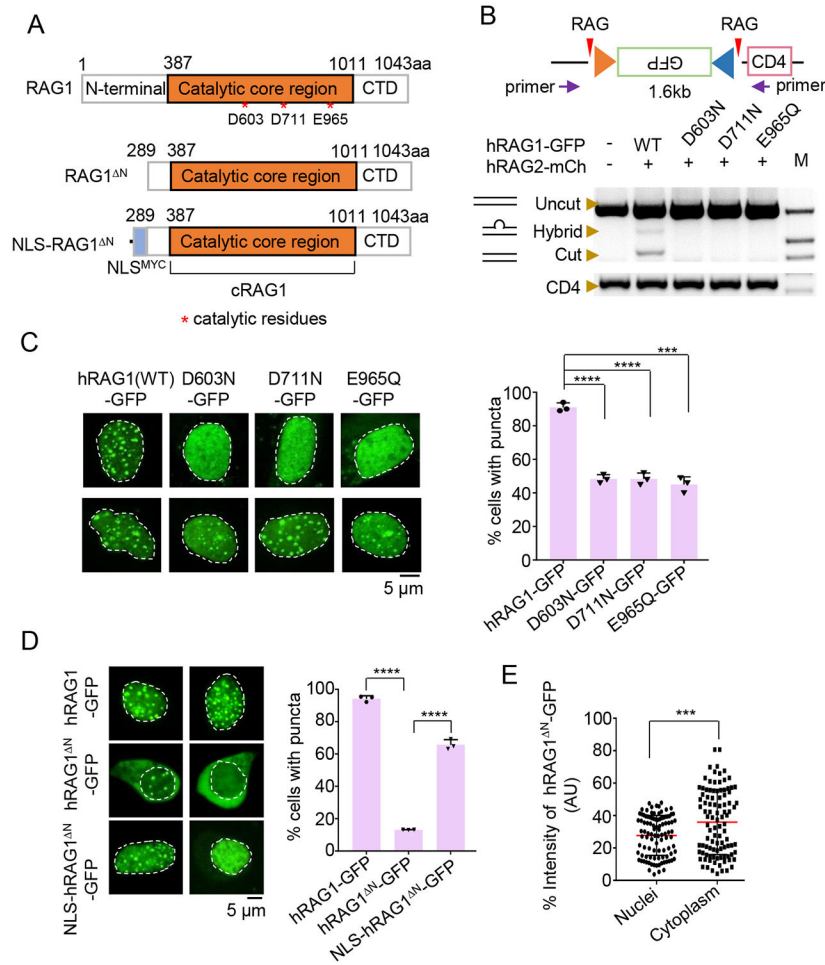 A
1 387 1011 1043aa
RAG1 N-terminal Catalytic core region CTD
* * *
D603 D711 E965
289 387 1011 1043aa
RAG1ΔN Catalytic core region CTD
289 387 1011 1043aa
NLS-RAG1ΔN Catalytic core region CTD
NLSMYC
cRAG1
* catalytic residues
B
RAG RAG
GFP CD4
primer primer
1.6kb
D603N D711N E965Q
hRAG1-GFP - WT
hRAG2-mCh - + + + + M
Uncut
Hybrid
Cut
CD4
C
hRAG1(WT) D603N D711N E965Q
-GFP -GFP -GFP -GFP
5 µm
% cells with puncta
100
80
60
40
20
0
****
****
***
hRAG1-GFP
D603N-GFP
D711N-GFP
E965Q-GFP
D
hRAG1
-GFP
hRAG1ΔN
-GFP
NLS-hRAG1ΔN
-GFP
5 µm
% cells with puncta
100
80
60
40
20
0
****
****
hRAG1-GFP
hRAG1ΔN-GFP
NLS-hRAG1ΔN-GFP
E
% Intensity of hRAG1ΔN-GFP
(AU)
100
80
60
40
20
0
***
Nuclei
Cytoplasm